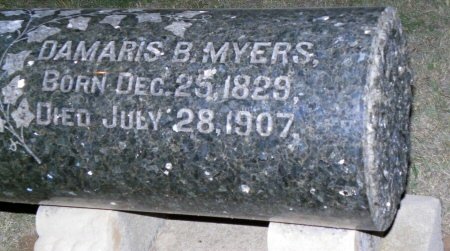 DAMARIS B. MYERS,
BORN DEC. 25, 1829,
DIED JULY 28, 1907.